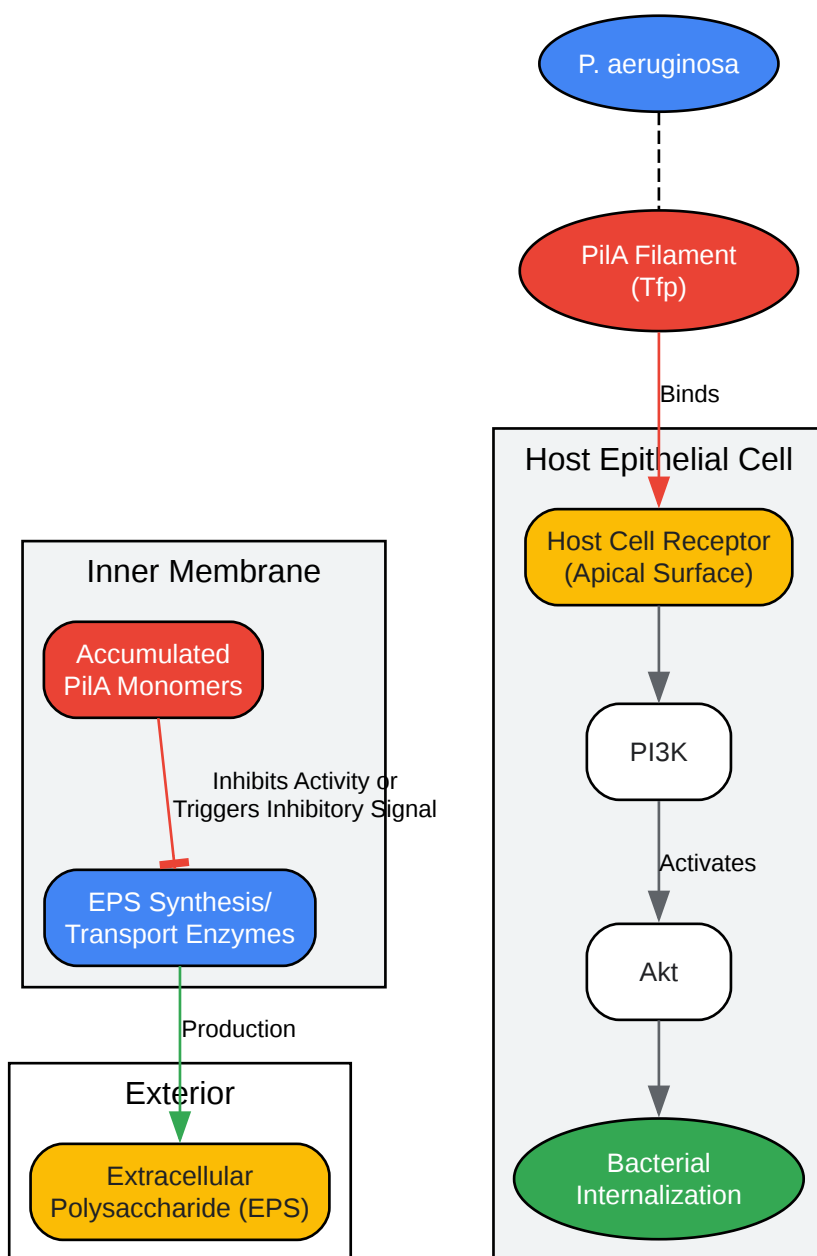 P. aeruginosa
PilA Filament
(Tfp)
Binds
Host Epithelial Cell
Host Cell Receptor
(Apical Surface)
PI3K
Activates
Akt
Bacterial
Internalization
Inner Membrane
Accumulated
PilA Monomers
Inhibits Activity or
Triggers Inhibitory Signal
EPS Synthesis/
Transport Enzymes
Production
Exterior
Extracellular
Polysaccharide (EPS)